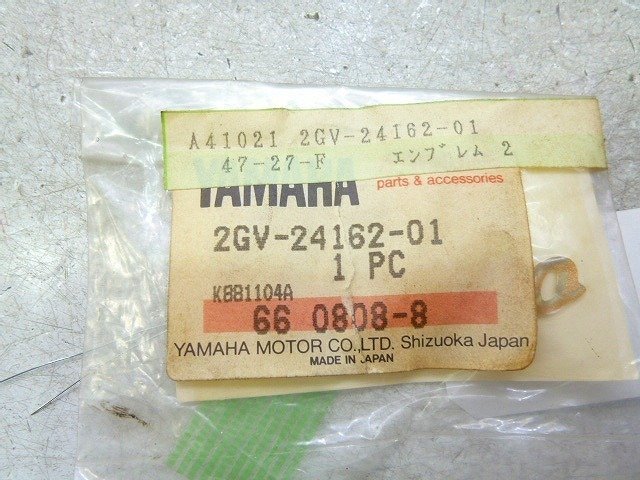 A41021 2GV-24162-01
47-27-F エンブレム 2
YAMAHA
parts & accessories
2GV-24162-01
1 PC
K8B1104A
66 0808-8
YAMAHA MOTOR CO.,LTD. Shizuoka Japan
MADE IN JAPAN